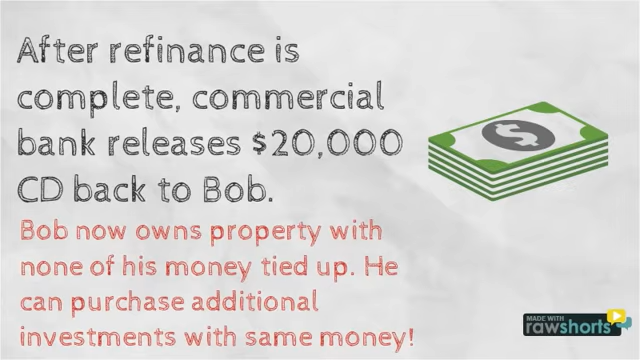 After refinance is
complete, commercial
bank releases $20,000
CD back to Bob.
Bob now owns property with
none of his money tied up. He
can purchase additional
investments with same money!
MADE WITH
rawshorts